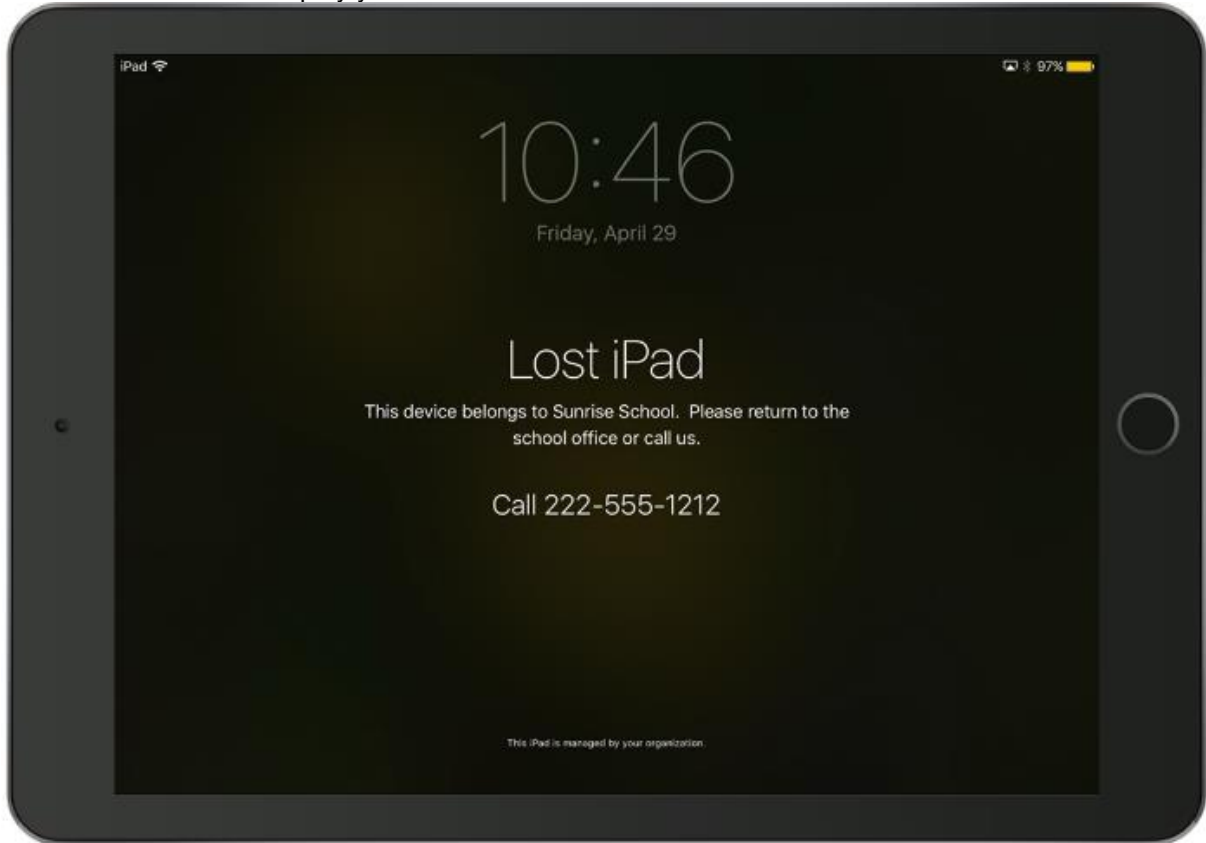 iPad
97%
10:46
Friday, April 29
Lost iPad
This device belongs to Sunrise School. Please return to the
school office or call us.
Call 222-555-1212
This iPad is managed by your organization.